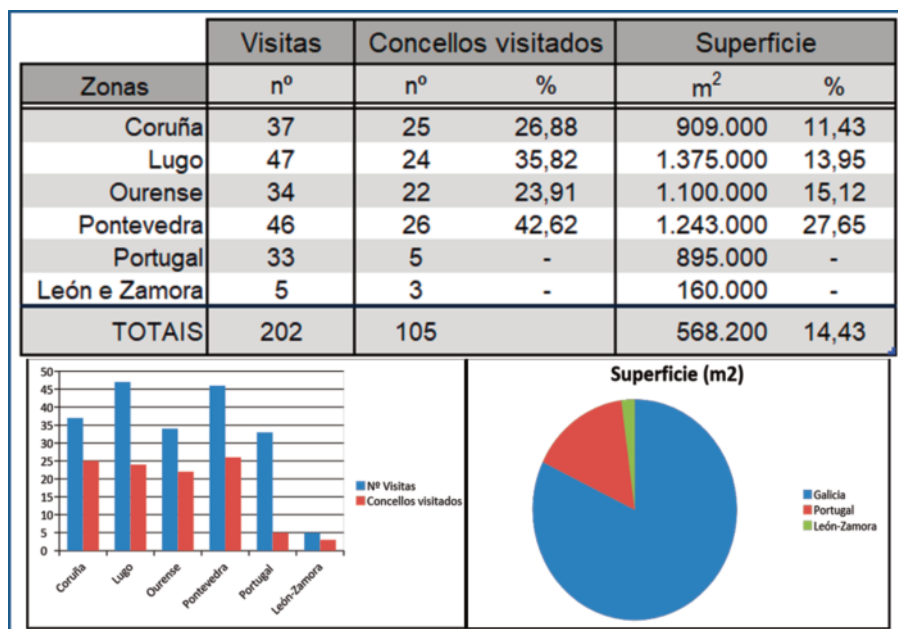 Visitas Concellos visitados Superficie
Zonas nº nº % m² %
Coruña 37 25 26,88 909.000 11,43
Lugo 47 24 35,82 1.375.000 13,95
Ourense 34 22 23,91 1.100.000 15,12
Pontevedra 46 26 42,62 1.243.000 27,65
Portugal 33 5 - 895.000 -
León e Zamora 5 3 - 160.000 -
TOTAIS 202 105 568.200 14,43
50
45
40
35
30
25
20
15
10
5
0
Coruña
Lugo
Ourense
Pontevedra
Portugal
León-Zamora
Nº Visitas
Concellos visitados
Superficie (m2)
Galicia
Portugal
León-Zamora